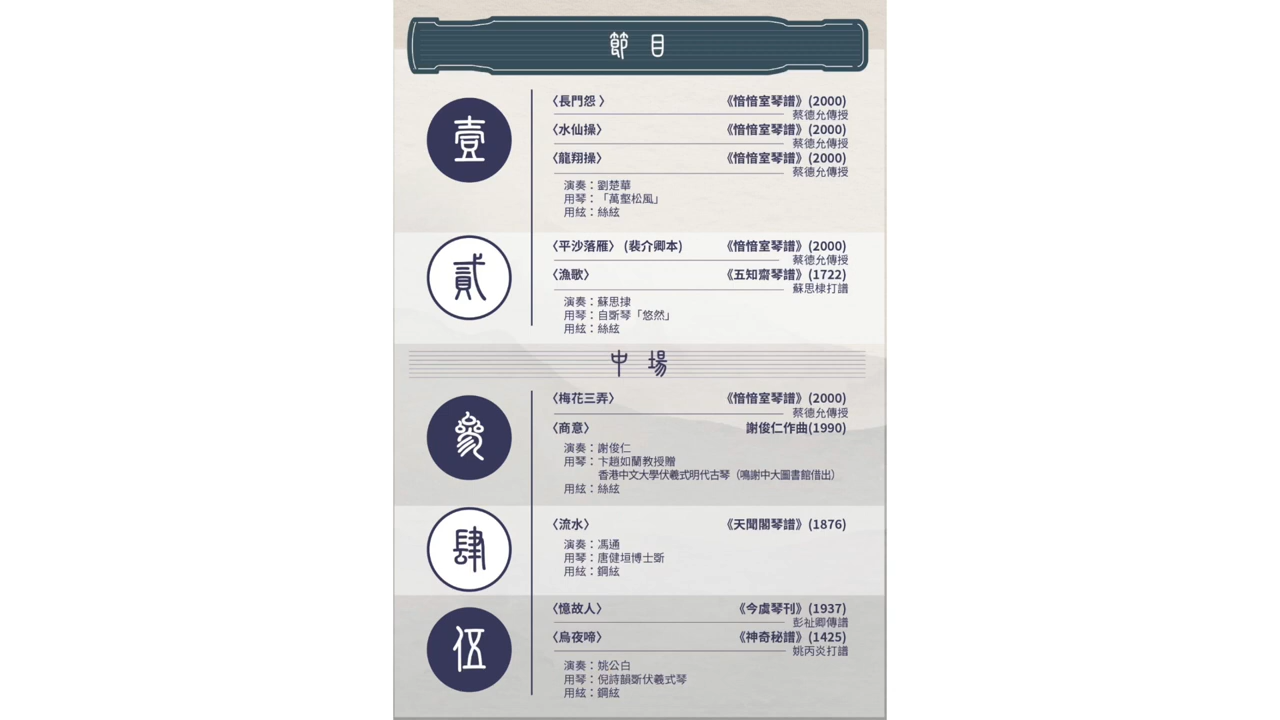 節 目
壹
〈長門怨 〉 《愔愔室琴譜》(2000)
蔡德允傳授
〈水仙操〉 《愔愔室琴譜》(2000)
蔡德允傳授
〈龍翔操〉 《愔愔室琴譜》(2000)
蔡德允傳授
演奏：劉楚華
用琴：「萬壑松風」
用絃：絲絃
貳
〈平沙落雁〉 (裴介卿本) 《愔愔室琴譜》(2000)
蔡德允傳授
〈漁歌〉 《五知齋琴譜》(1722)
蘇思棣打譜
演奏：蘇思捸
用琴：自斲琴「悠然」
用絃：絲絃
中 場
參
〈梅花三弄〉 《愔愔室琴譜》(2000)
蔡德允傳授
〈商意〉 謝俊仁作曲(1990)
演奏：謝俊仁
用琴：卞趙如蘭教授贈
香港中文大學伏羲式明代古琴（鳴謝中大圖書館借出）
用絃：絲絃
肆
〈流水〉 《天聞閣琴譜》(1876)
演奏：馮通
用琴：唐健垣博士斲
用絃：鋼絃
伍
〈憶故人〉 《今虞琴刊》(1937)
彭祉卿傳譜
〈烏夜啼〉 《神奇秘譜》(1425)
姚丙炎打譜
演奏：姚公白
用琴：倪詩韻斲伏羲式琴
用絃：鋼絃